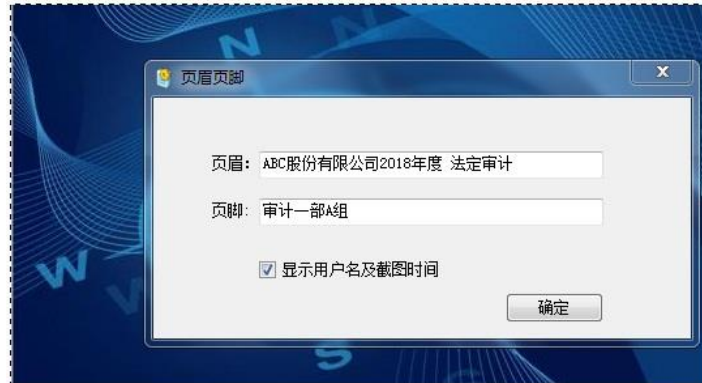 N
页眉页脚
页眉： ABC股份有限公司2018年度 法定审计
页脚: 审计一部A组
显示用户名及截图时间
确定
W
S